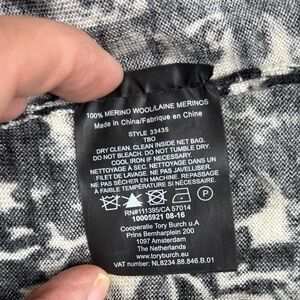 100% MERINO WOOL/LAINE MERINOS
Made in China/Fabriqué en Chine
STYLE 33435
TBO
DRY CLEAN. CLEAN INSIDE NET BAG.
DO NOT BLEACH. DO NOT TUMBLE DRY.
COOL IRON IF NECESSARY.
NETTOYAGE À SEC. NETTOYAGE DANS UN
FILET DE LAVAGE. NE PAS JAVELLISER.
NE PAS SÉCHER EN MACHINE. REPASSAGE
À FAIBLE TEMPÉRATURE SI NÉCESSAIRE.
P
RN#111395/CA 57014
10005921 08-16
Cooperatie Tory Burch u.A
Prins Bernhardplein 200
1097 Amsterdam
The Netherlands
www.toryburch.com
VAT number: NL8234.88.846.B.01